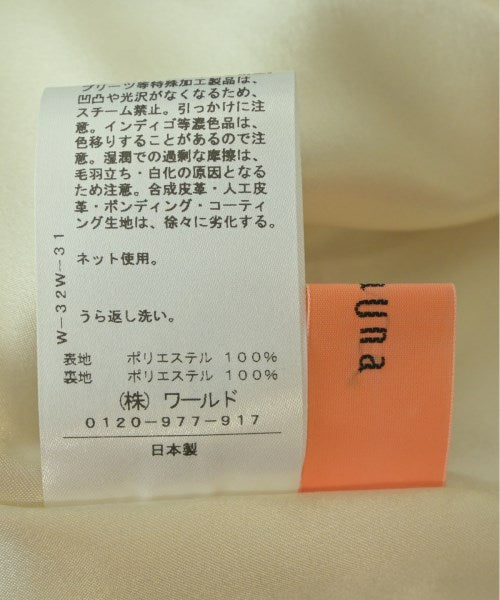 プリーツ等特殊加工製品は、
凹凸や光沢がなくなるため、
スチーム禁止。引っかけに注
意。インディゴ等濃色品は、
色移りすることがあるので注
意。湿潤での過剰な摩擦は、
毛羽立ち・白化の原因となる
ため注意。合成皮革・人工皮
革・ボンディング・コーティ
ング生地は、徐々に劣化する。
ネット使用。
うら返し洗い。
表地 ポリエステル 100%
裏地 ポリエステル 100%
(株) ワールド
0120-977-917
日本製
W-32W-31
una